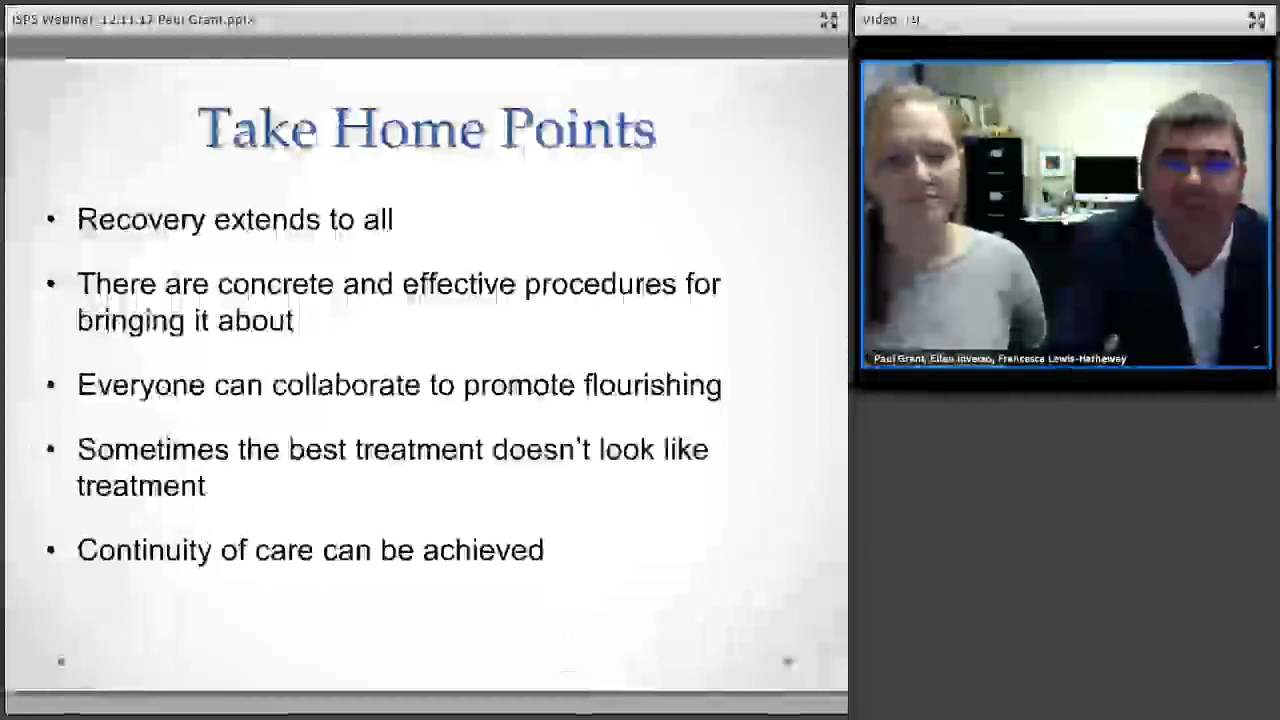 ISPS Webinar 12.11.17 Paul Grant.pptx
Video
Take Home Points
• Recovery extends to all
• There are concrete and effective procedures for
bringing it about
• Everyone can collaborate to promote flourishing
• Sometimes the best treatment doesn't look like
treatment
• Continuity of care can be achieved
Paul Grant, Ellen Inverso, Francesca Lewis-Hatheway